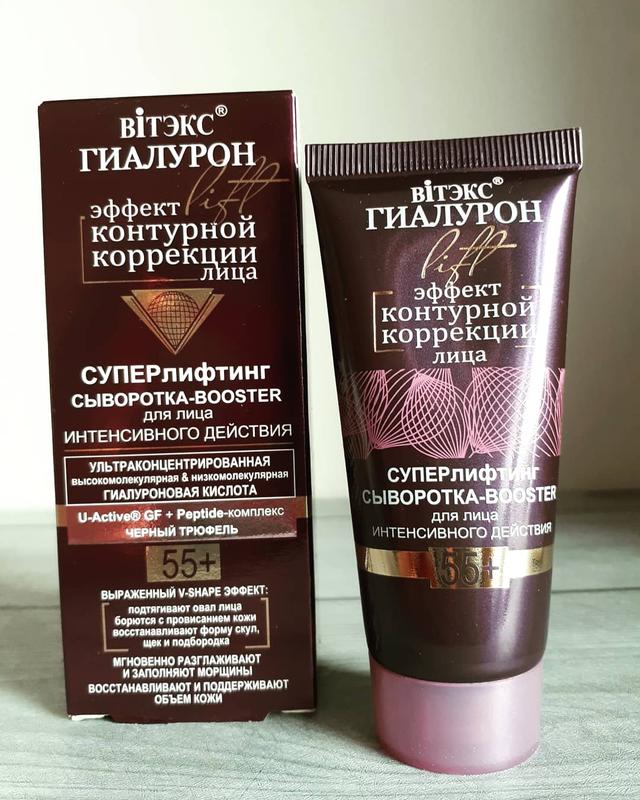 ВІТЭКС®
ГИАЛУРОН
lift
эффект
контурной
коррекции
лица
СУПЕРлифтинг
СЫВОРОТКА-BOOSTER
для лица
ИНТЕНСИВНОГО ДЕЙСТВИЯ
УЛЬТРАКОНЦЕНТРИРОВАННАЯ
высокомолекулярная & низкомолекулярная
ГИАЛУРОНОВАЯ КИСЛОТА
U-Active® GF + Peptide-комплекс
ЧЕРНЫЙ ТРЮФЕЛЬ
55+
ВЫРАЖЕННЫЙ V-SHAPE ЭФФЕКТ:
подтягивают овал лица
борются с провисанием кожи
восстанавливают форму скул,
щек и подбородка
МГНОВЕННО РАЗГЛАЖИВАЮТ
И ЗАПОЛНЯЮТ МОРЩИНЫ
ВОССТАНАВЛИВАЮТ И ПОДДЕРЖИВАЮТ
ОБЪЕМ КОЖИ
ВІТЭКС®
ГИАЛУРОН
lift
эффект
контурной
коррекции
лица
СУПЕРлифтинг
СЫВОРОТКА-BOOSTER
для лица
ИНТЕНСИВНОГО ДЕЙСТВИЯ
55+